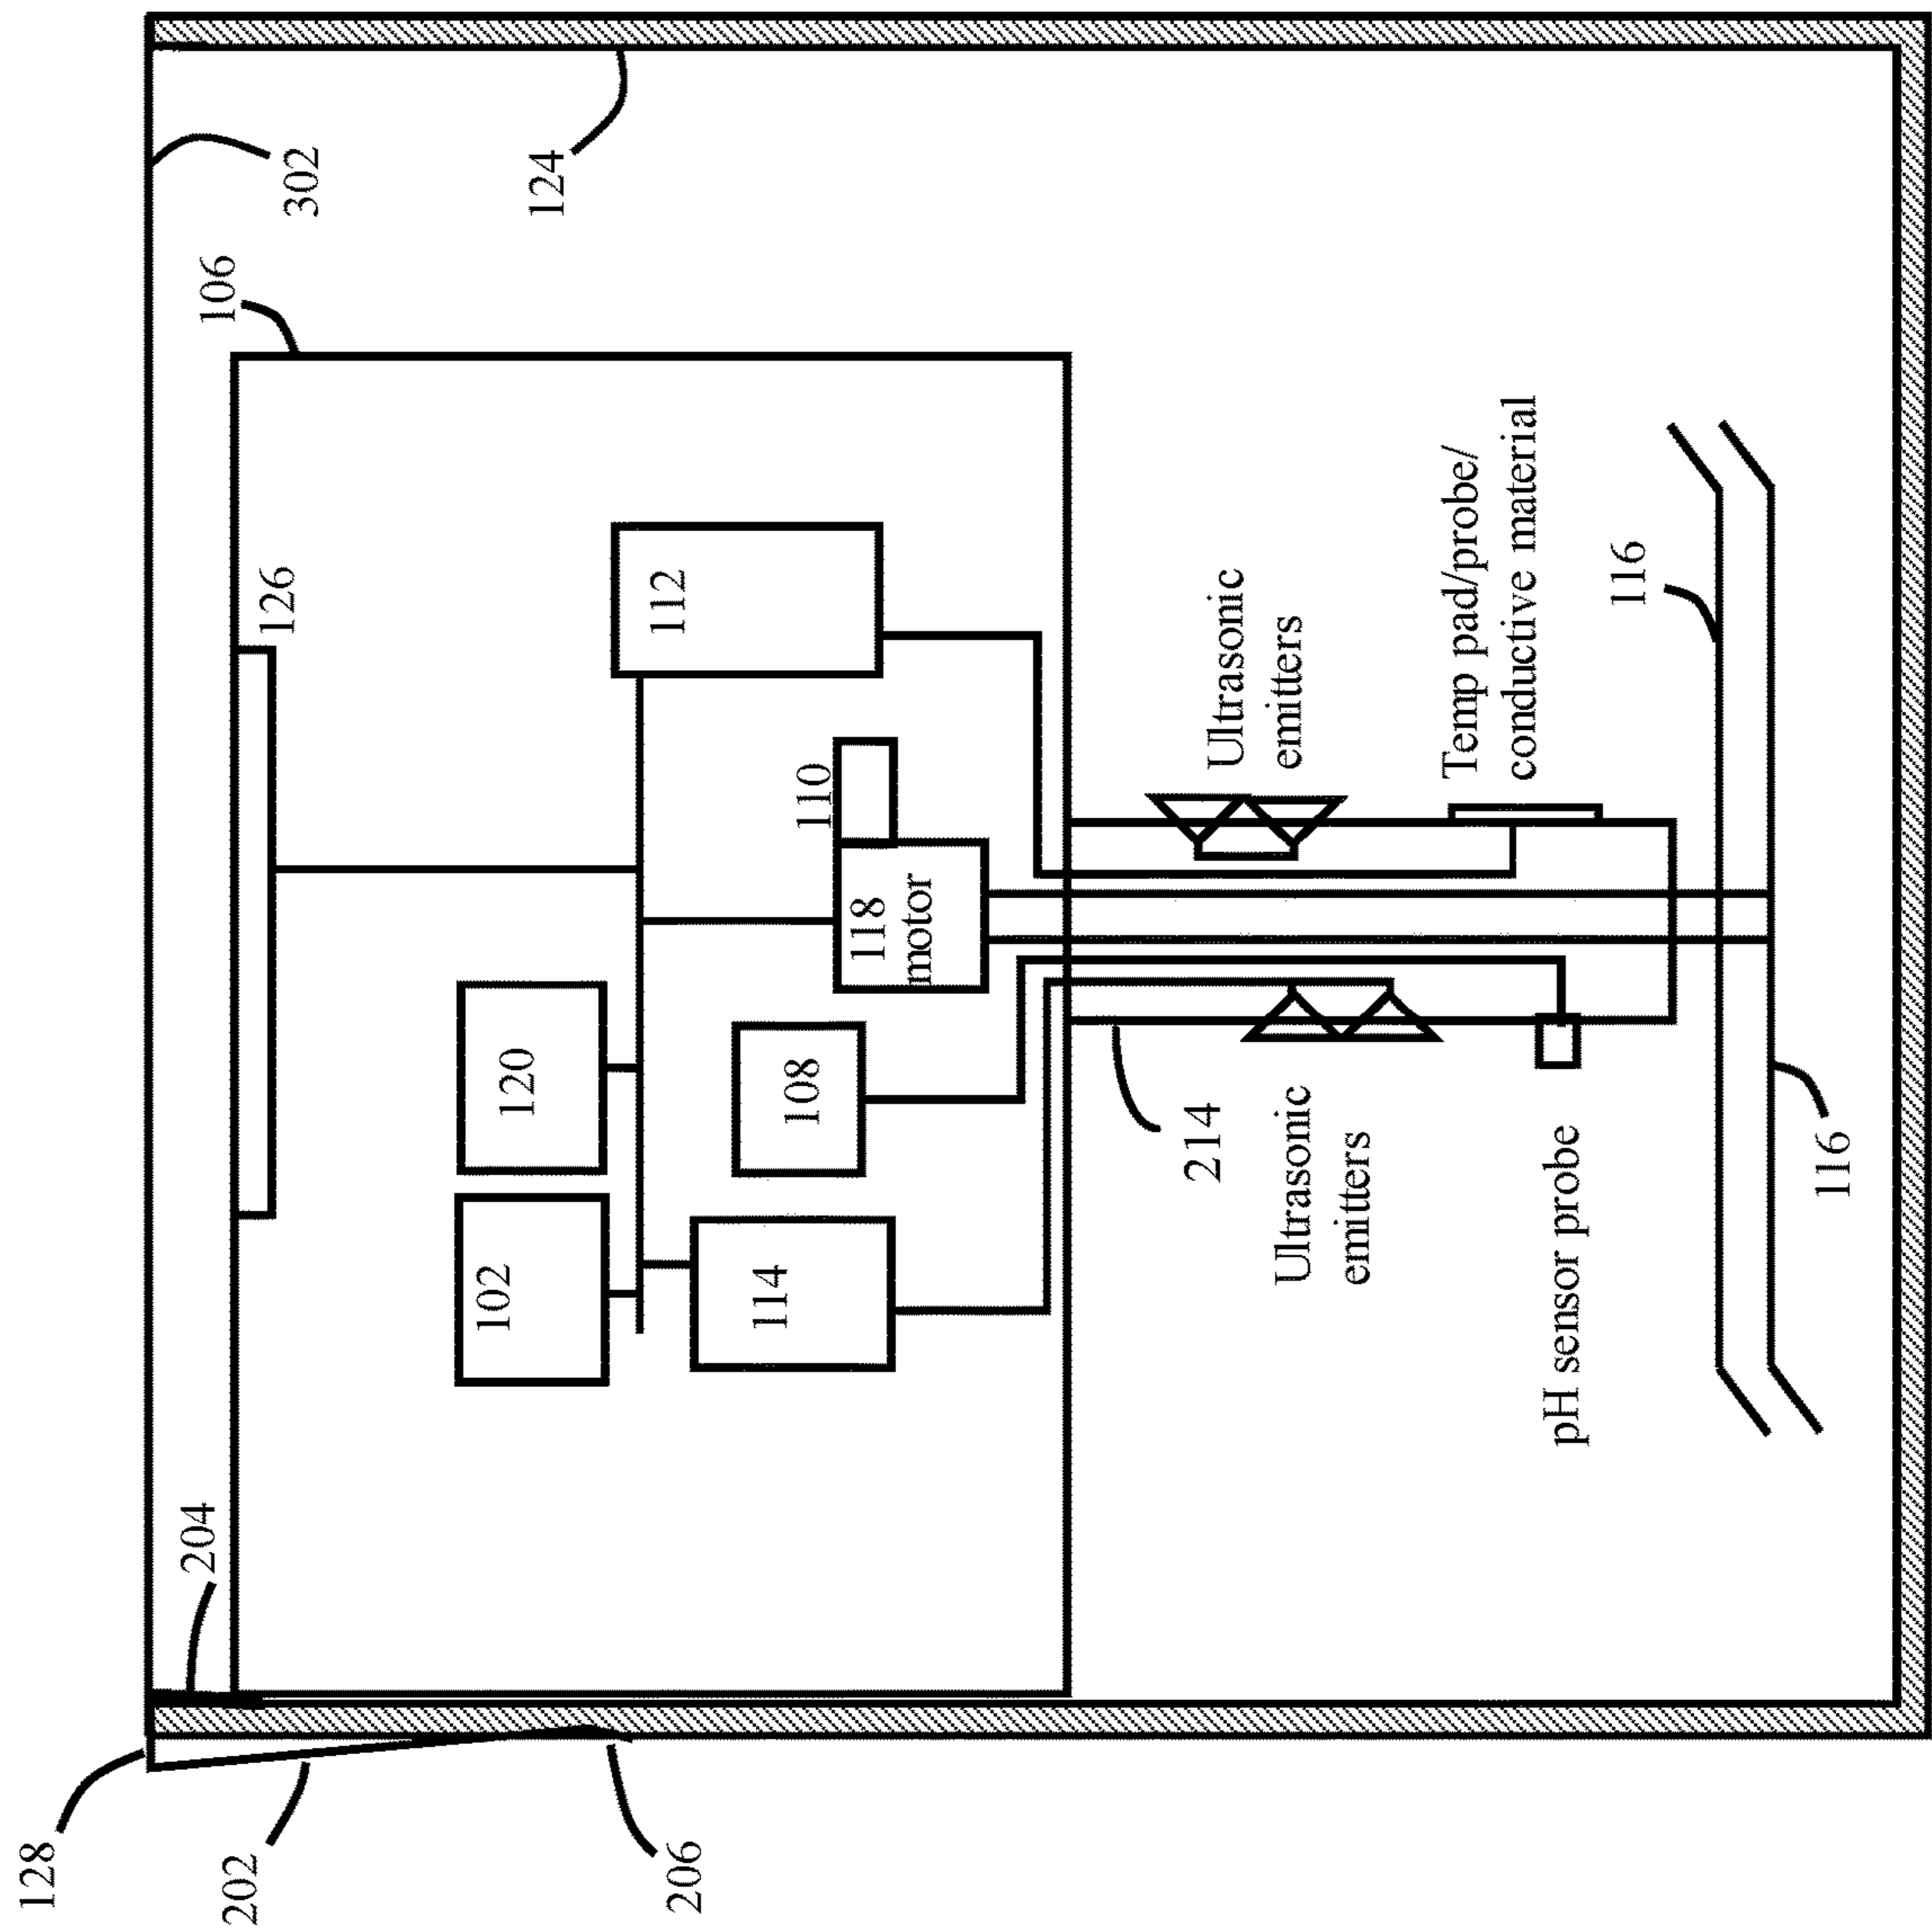 128
204
106
202
126
302
102
120
124
112
206
114
108
110
118
motor
214
Ultrasonic
emitters
Ultrasonic
emitters
Temp pad/probe/
conductive material
pH sensor probe
116
116